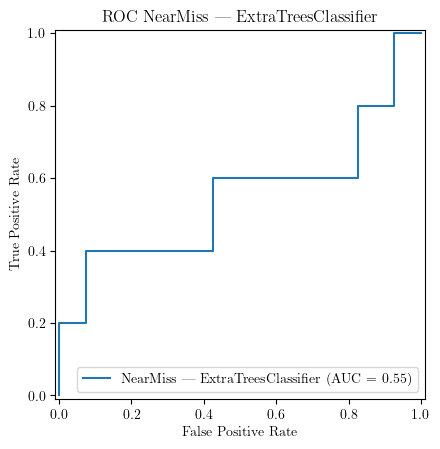 ROC NearMiss — ExtraTreesClassifier
1.0
0.8
0.6
0.4
0.2
0.0
True Positive Rate
NearMiss — ExtraTreesClassifier (AUC = 0.55)
0.0 0.2 0.4 0.6 0.8 1.0
False Positive Rate